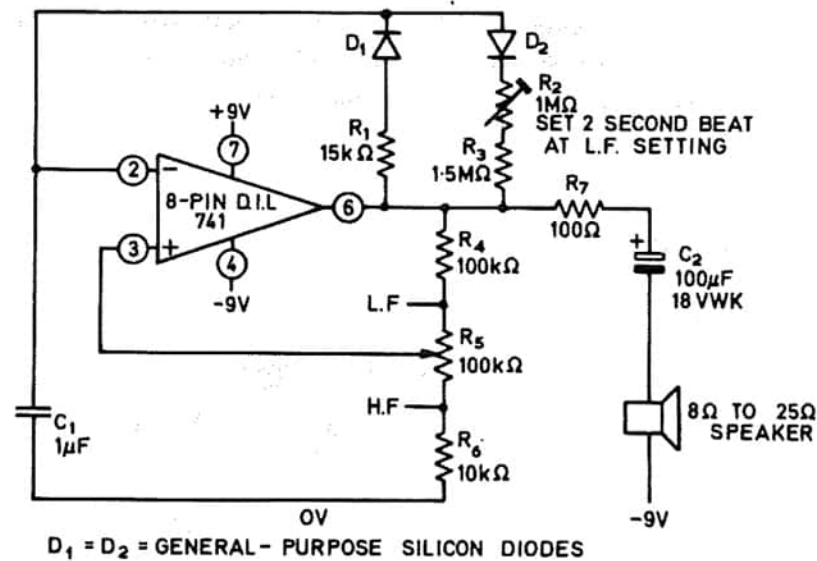 D1
D2
R2
1MΩ
SET 2 SECOND BEAT
AT L.F. SETTING
R1
15kΩ
R3
1·5MΩ
+9V
7
2
8-PIN D.I.L
741
6
3
4
-9V
R7
100Ω
R4
100kΩ
+
C2
100μF
18 VWK
L.F
R5
100kΩ
H.F
C1
1μF
R6
10kΩ
8Ω TO 25Ω
SPEAKER
0V
-9V
D1 = D2 = GENERAL-PURPOSE SILICON DIODES